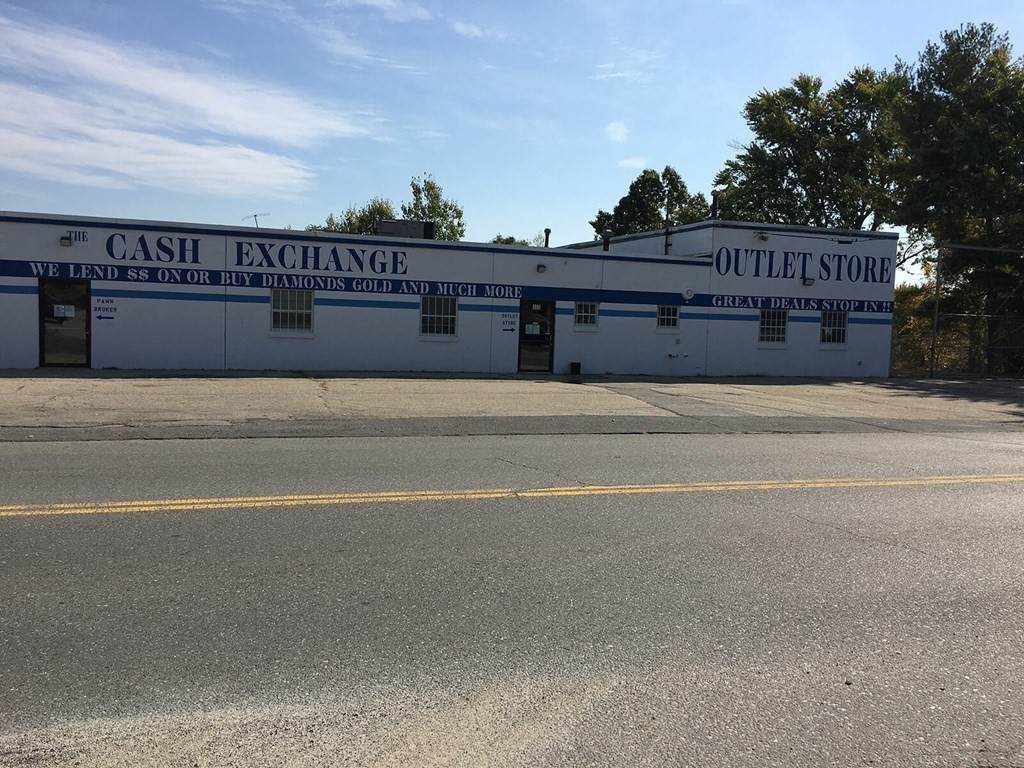 THE
CASH EXCHANGE
WE LEND $$ ON OR BUY DIAMONDS GOLD AND MUCH MORE
PAWN
BROKER
OUTLET
STORE
OUTLET STORE
GREAT DEALS STOP IN !!